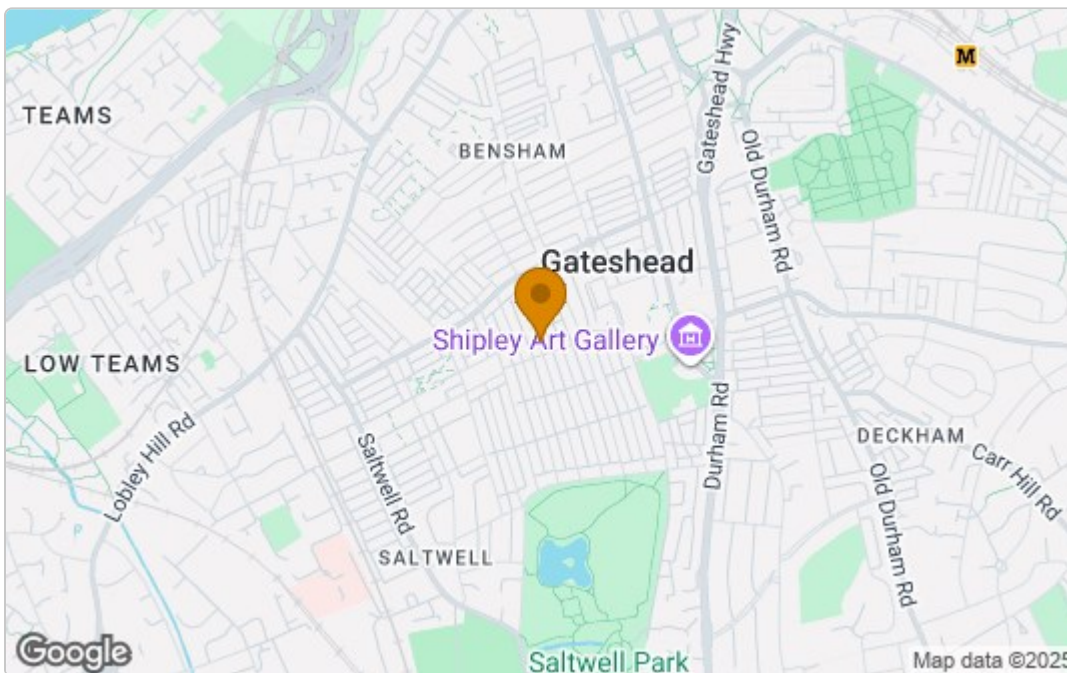 TEAMS
M
Gateshead Hwy
BENSHAM
Old Durham Rd
Gateshead
Shipley Art Gallery
LOW TEAMS
Lobley Hill Rd
Saltwell Rd
Durham Rd
DECKHAM
Carr Hill Rd
Old Durham Rd
SALTWELL
Saltwell Park
Google
Map data ©2025